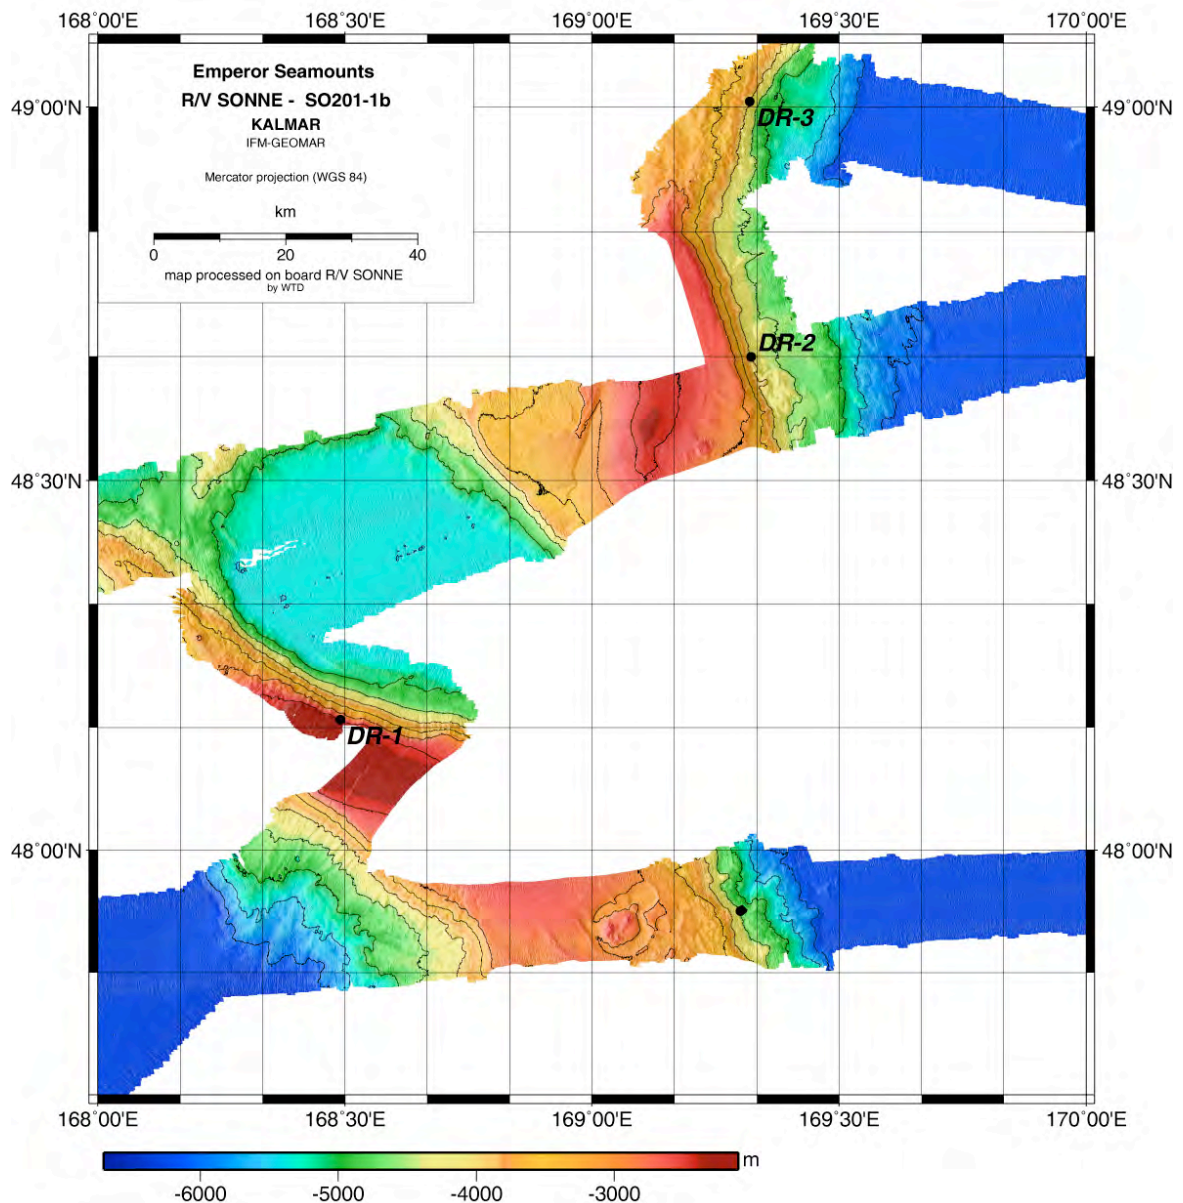 168˚00'E 168˚30'E 169˚00'E 169˚30'E 170˚00'E
Emperor Seamounts
R/V SONNE - SO201-1b
KALMAR
IFM-GEOMAR
Mercator projection (WGS 84)
km
0 20 40
map processed on board R/V SONNE
by WTD
49˚00'N 49˚00'N
DR-3
DR-2
48˚30'N 48˚30'N
DR-1
48˚00'N 48˚00'N
168˚00'E 168˚30'E 169˚00'E 169˚30'E 170˚00'E
m
-6000 -5000 -4000 -3000